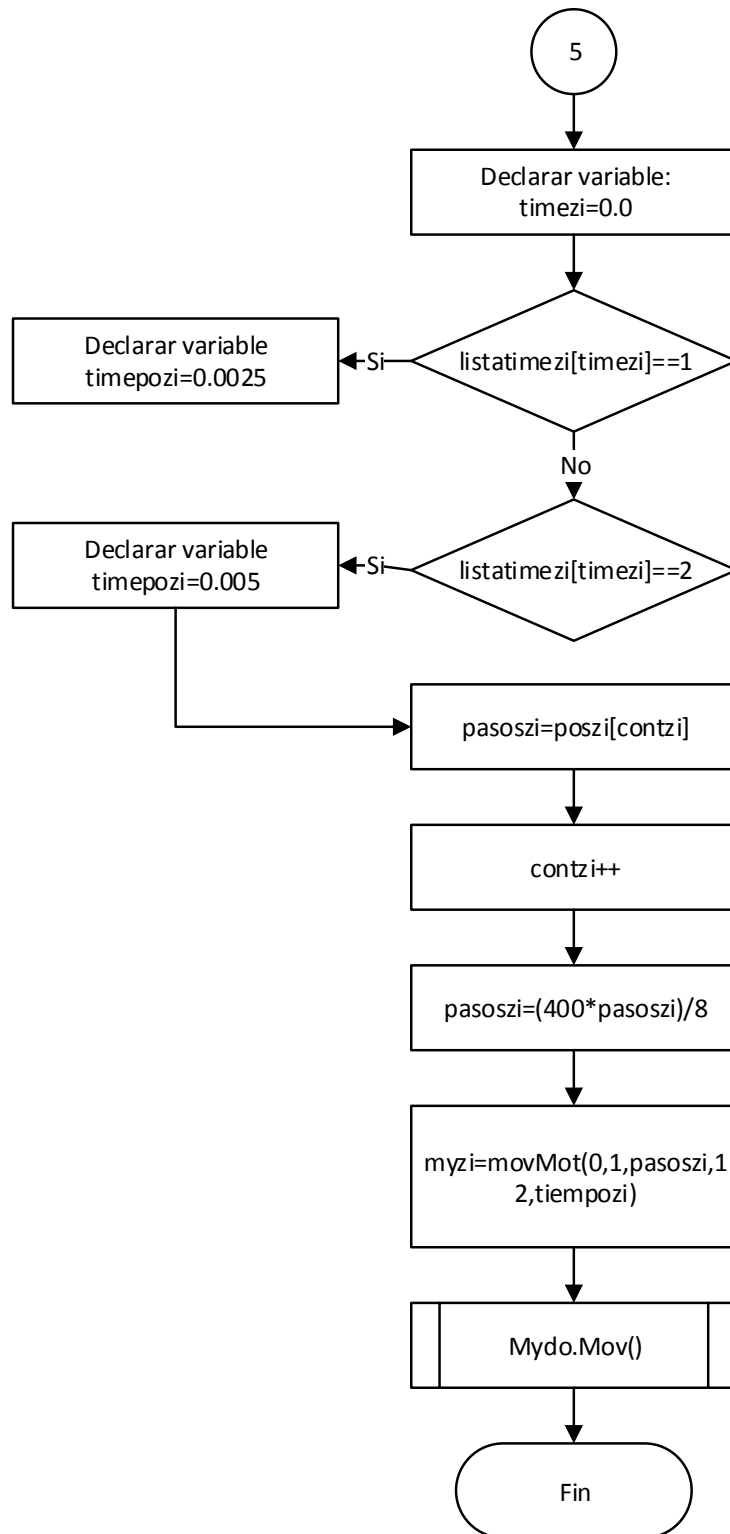 5
Declarar variable:
timezi=0.0
listatimezi[timezi]==1
Si
Declarar variable
timepozi=0.0025
No
listatimezi[timezi]==2
Si
Declarar variable
timepozi=0.005
pasoszi=poszi[contzi]
contzi++
pasoszi=(400*pasoszi)/8
myzi=movMot(0,1,pasoszi,1
2,tiempozi)
Mydo.Mov()
Fin